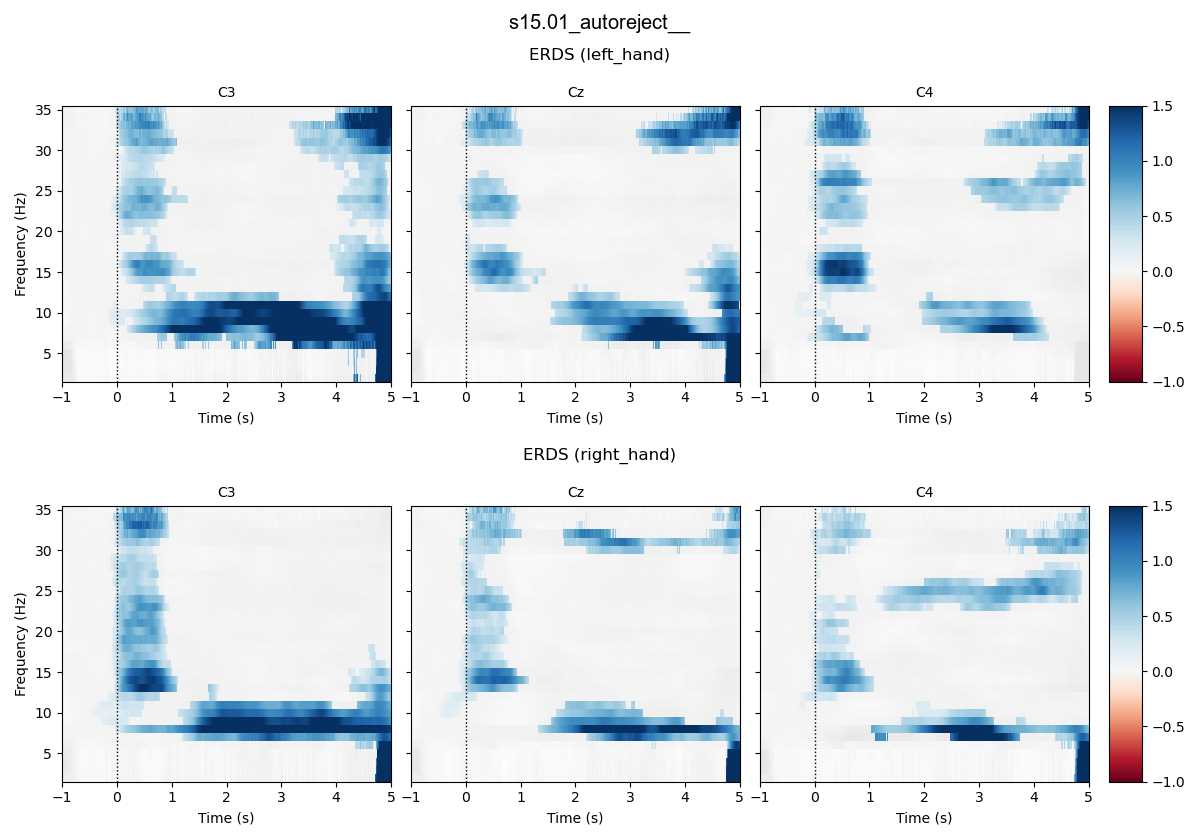 s15.01_autoreject__
ERDS (left_hand)
C3 Cz C4
35
30
25
20
15
10
5
Frequency (Hz)
−1 0 1 2 3 4 5 −1 0 1 2 3 4 5 −1 0 1 2 3 4 5
Time (s) Time (s) Time (s)
1.5
1.0
0.5
0.0
−0.5
−1.0
ERDS (right_hand)
C3 Cz C4
35
30
25
20
15
10
5
Frequency (Hz)
−1 0 1 2 3 4 5 −1 0 1 2 3 4 5 −1 0 1 2 3 4 5
Time (s) Time (s) Time (s)
1.5
1.0
0.5
0.0
−0.5
−1.0